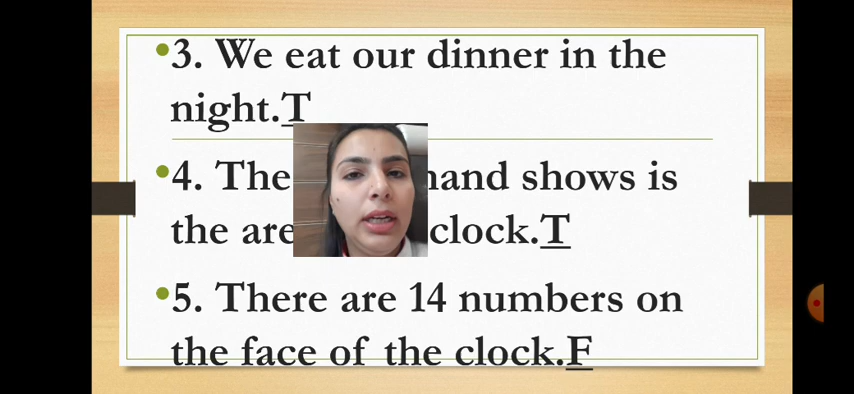 •3. We eat our dinner in the
night.T
•4. The hand shows is
the are clock.T
•5. There are 14 numbers on
the face of the clock.F